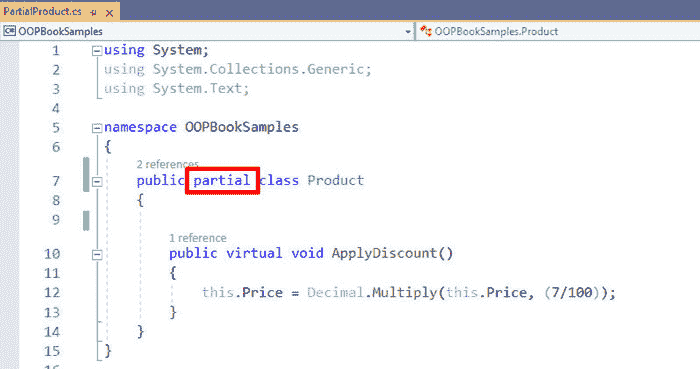 PartialProduct.cs
OOPBookSamples OOPBookSamples.Product
1 using System;
2 using System.Collections.Generic;
3 using System.Text;
4
5 namespace OOPBookSamples
6 {
2 references
7 public partial class Product
8 {
9
1 reference
10 public virtual void ApplyDiscount()
11 {
12 this.Price = Decimal.Multiply(this.Price, (7/100));
13 }
14 }
15 }
16